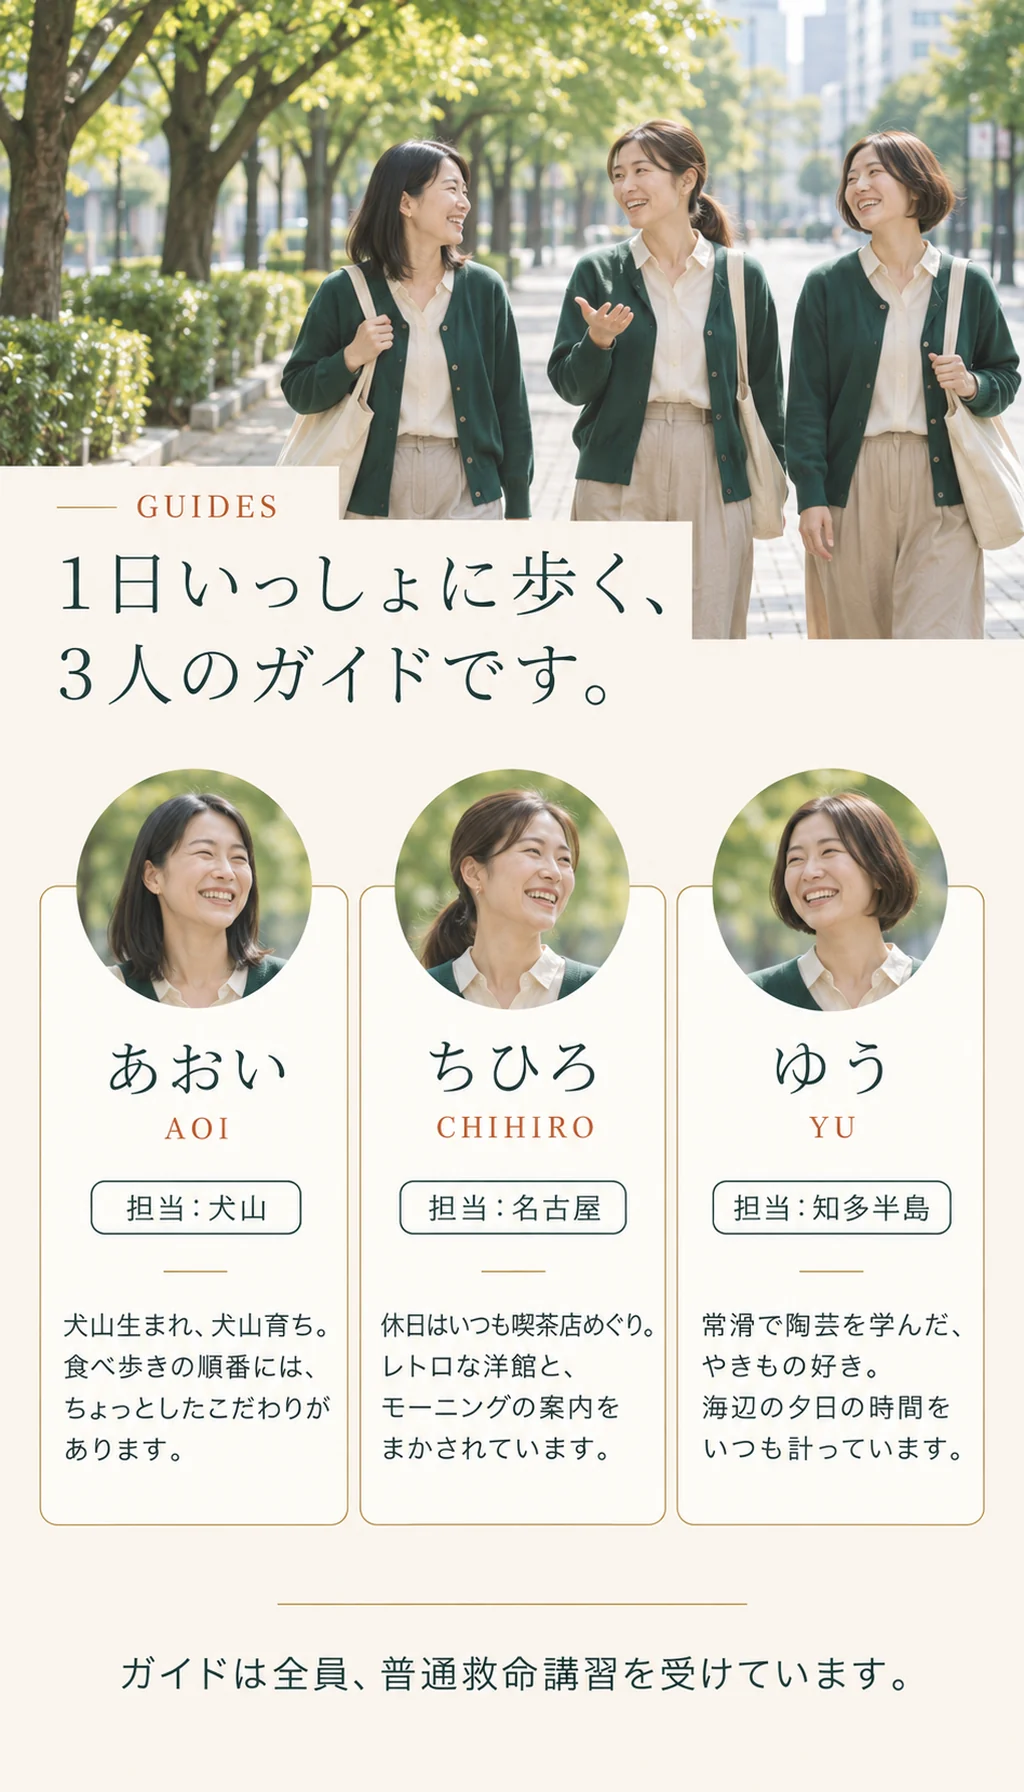 GUIDES
1日いっしょに歩く、
3人のガイドです。
あおい
AOI
担当：犬山
犬山生まれ、犬山育ち。
食べ歩きの順番には、
ちょっとしたこだわりが
あります。
ちひろ
CHIHIRO
担当：名古屋
休日はいつも喫茶店めぐり。
レトロな洋館と、
モーニングの案内を
まかされています。
ゆう
YU
担当：知多半島
常滑で陶芸を学んだ、
やきもの好き。
海辺の夕日の時間を
いつも計っています。
ガイドは全員、普通救命講習を受けています。